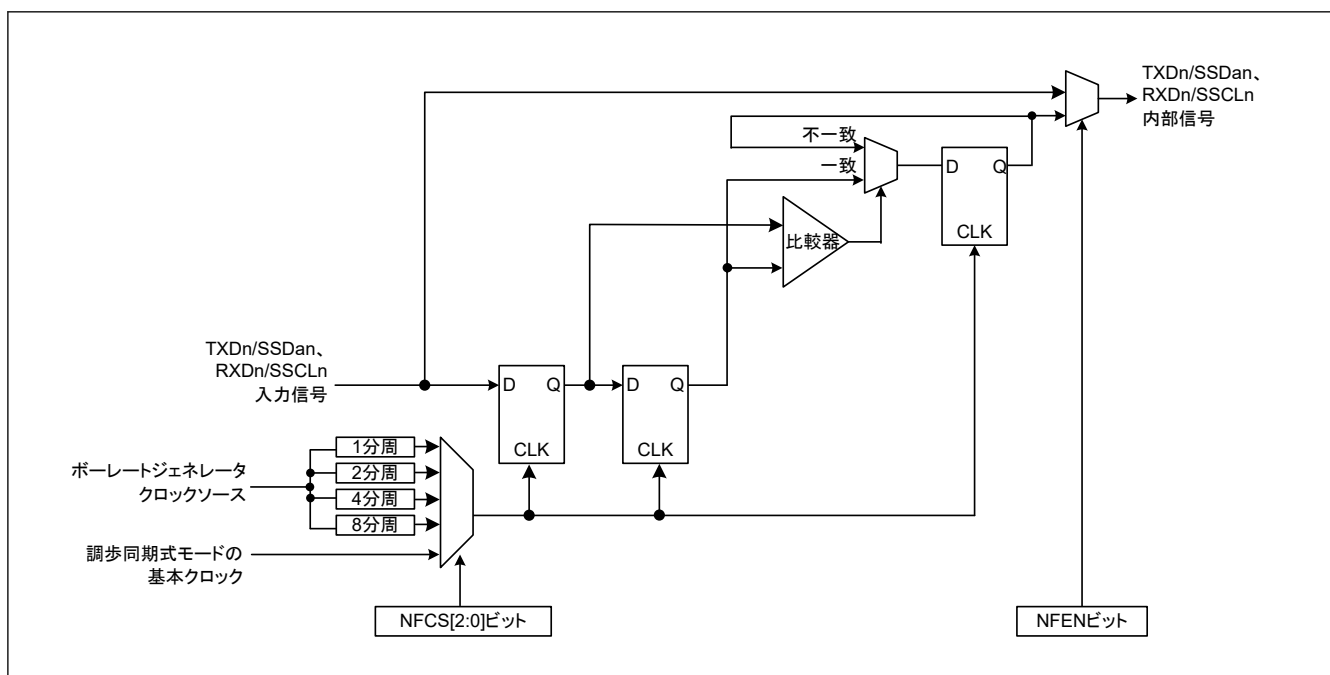 TXDn/SSDan、
RXDn/SSCLn
内部信号
不一致
一致
D
Q
CLK
比較器
TXDn/SSDan、
RXDn/SSCLn
入力信号
D
Q
CLK
D
Q
CLK
1分周
2分周
4分周
8分周
ボーレートジェネレータ
クロックソース
調歩同期式モードの
基本クロック
NFCS[2:0]ビット
NFENビット